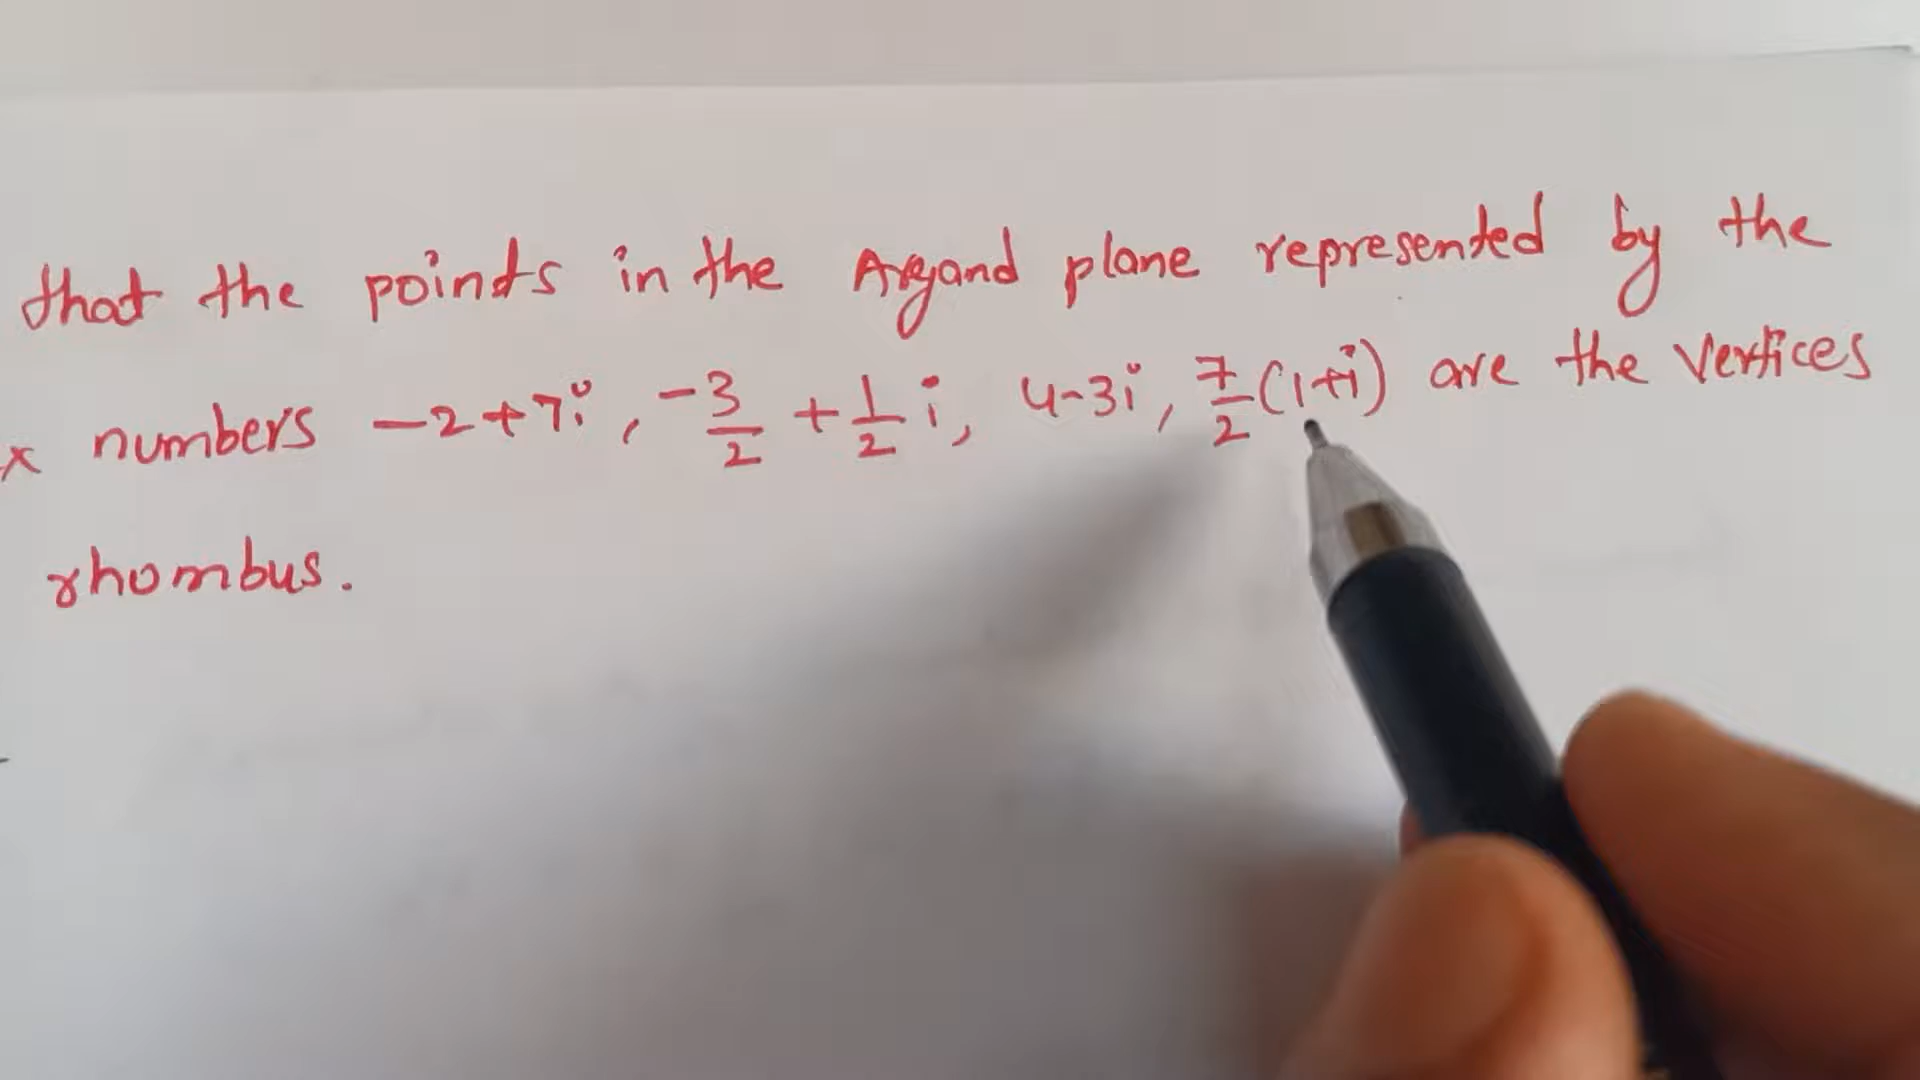 that the points in the Argand plane represented by the
x numbers -2+7i, -3/2 + 1/2 i, 4-3i, 7/2 (1+i) are the vertices
rhombus.